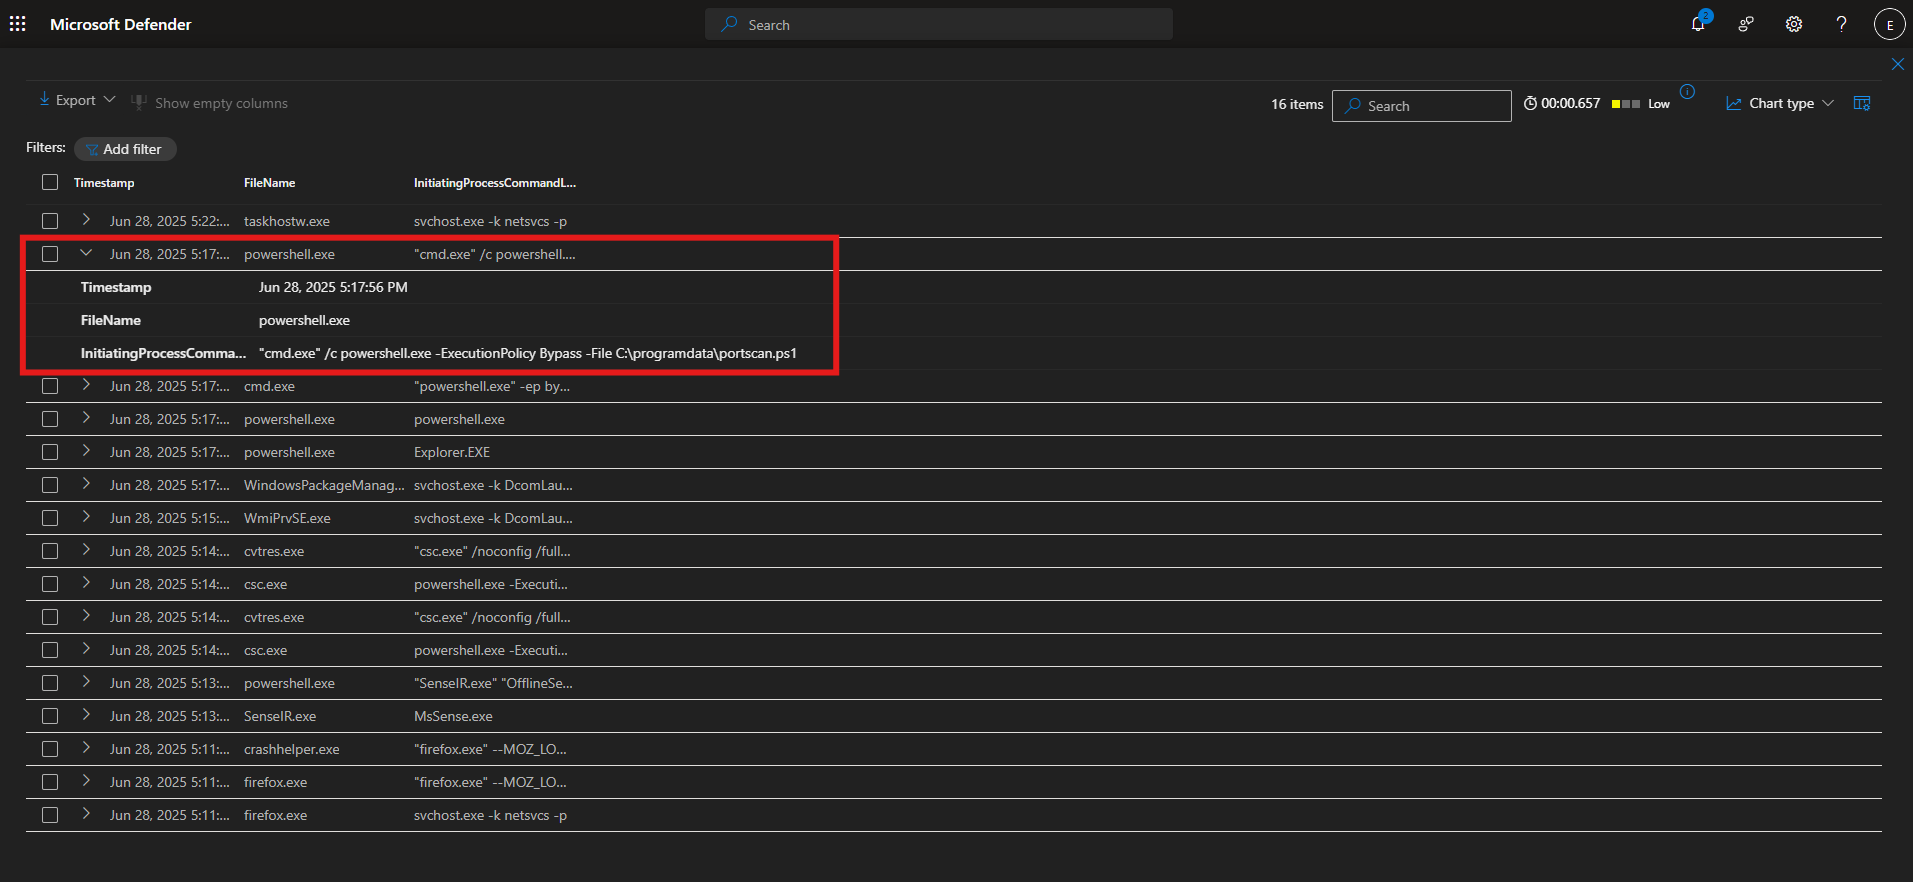 Microsoft Defender
Search
2
E
Export
Show empty columns
16 items
Search
00:00.657
Low
Chart type
Filters:
Add filter
Timestamp FileName InitiatingProcessCommandL...
Jun 28, 2025 5:22:... taskhostw.exe svchost.exe -k netsvcs -p
Jun 28, 2025 5:17:... powershell.exe "cmd.exe" /c powershell....
Timestamp Jun 28, 2025 5:17:56 PM
FileName powershell.exe
InitiatingProcessComma... "cmd.exe" /c powershell.exe -ExecutionPolicy Bypass -File C:\programdata\portscan.ps1
Jun 28, 2025 5:17:... cmd.exe "powershell.exe" -ep by...
Jun 28, 2025 5:17:... powershell.exe powershell.exe
Jun 28, 2025 5:17:... powershell.exe Explorer.EXE
Jun 28, 2025 5:17:... WindowsPackageManag... svchost.exe -k DcomLau...
Jun 28, 2025 5:15:... WmiPrvSE.exe svchost.exe -k DcomLau...
Jun 28, 2025 5:14:... cvtres.exe "csc.exe" /noconfig /full...
Jun 28, 2025 5:14:... csc.exe powershell.exe -Executi...
Jun 28, 2025 5:14:... cvtres.exe "csc.exe" /noconfig /full...
Jun 28, 2025 5:14:... csc.exe powershell.exe -Executi...
Jun 28, 2025 5:13:... powershell.exe "SenseIR.exe" "OfflineSe...
Jun 28, 2025 5:13:... SenseIR.exe MsSense.exe
Jun 28, 2025 5:11:... crashhelper.exe "firefox.exe" --MOZ_LO...
Jun 28, 2025 5:11:... firefox.exe "firefox.exe" --MOZ_LO...
Jun 28, 2025 5:11:... firefox.exe svchost.exe -k netsvcs -p